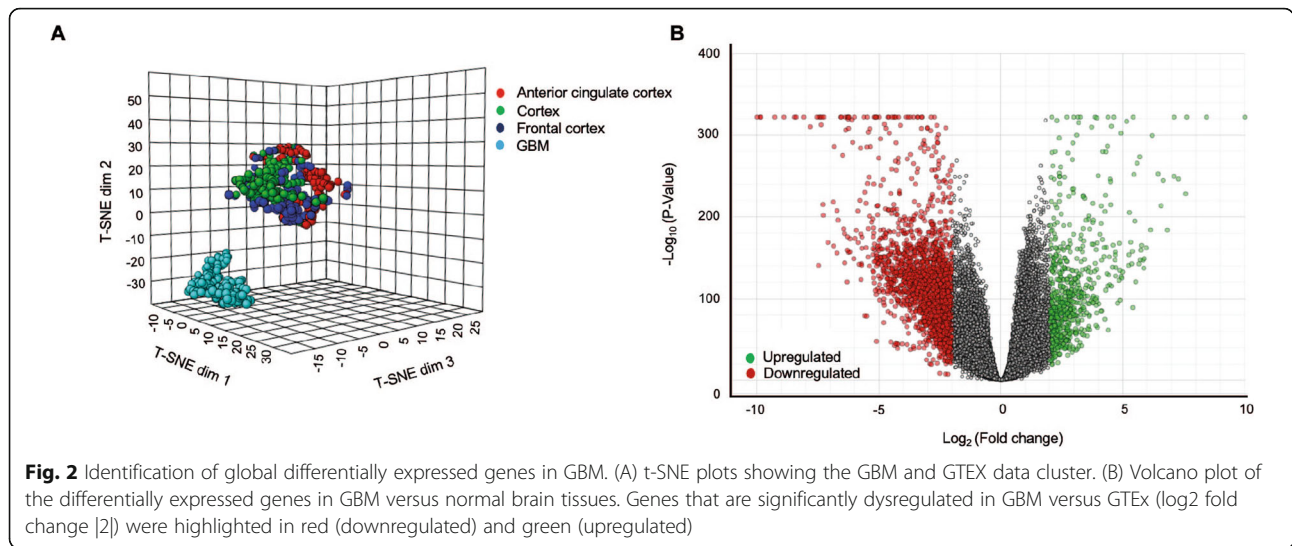 A
50
40
30
20
10
0
-10
-20
-30
T-SNE dim 2
-10
-5
0
5
10
15
20
25
30
T-SNE dim 1
-15
-10
-5
0
5
10
15
20
25
T-SNE dim 3
Anterior cingulate cortex
Cortex
Frontal cortex
GBM
B
400
300
200
100
0
-Log10 (P-Value)
Upregulated
Downregulated
-10
-5
0
5
10
Log2 (Fold change)
Fig. 2 Identification of global differentially expressed genes in GBM. (A) t-SNE plots showing the GBM and GTEX data cluster. (B) Volcano plot of
the differentially expressed genes in GBM versus normal brain tissues. Genes that are significantly dysregulated in GBM versus GTEx (log2 fold
change |2|) were highlighted in red (downregulated) and green (upregulated)